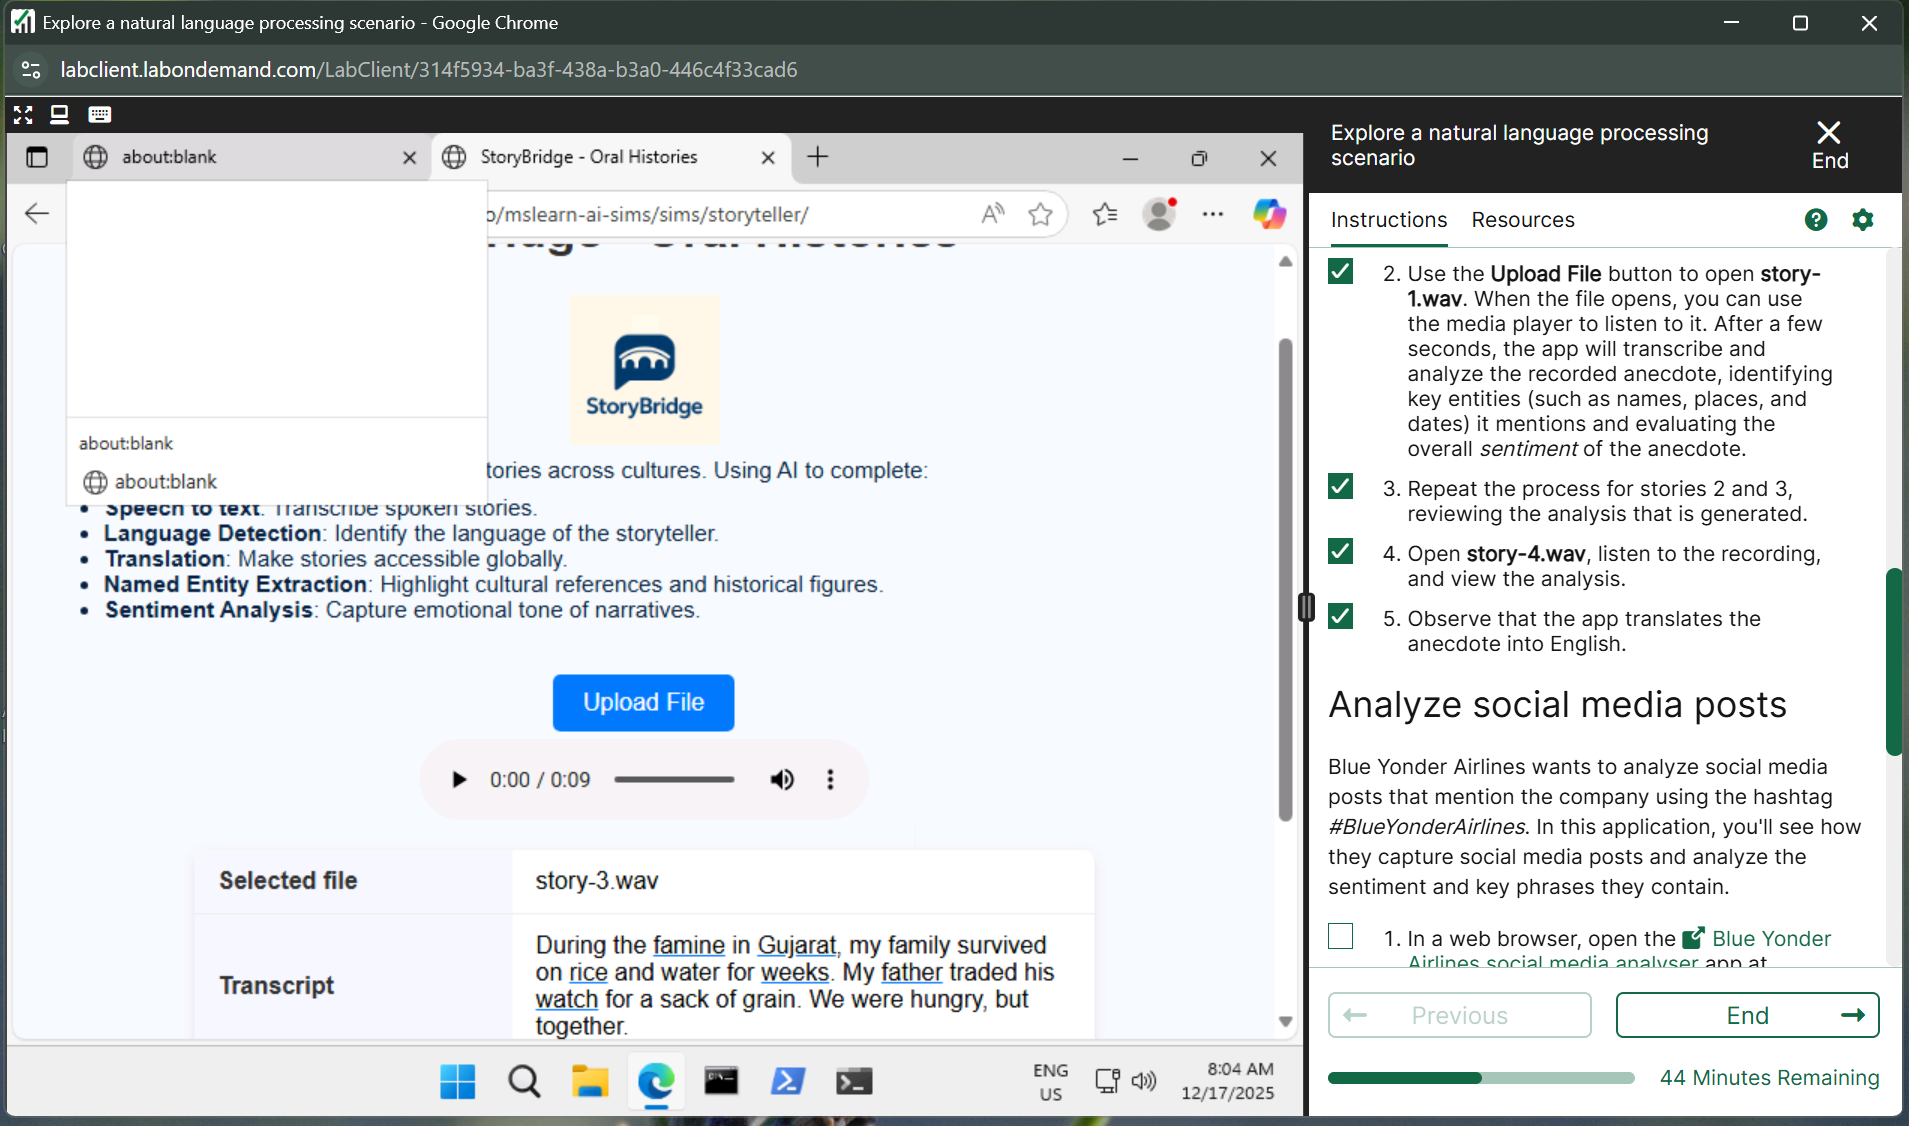 Explore a natural language processing scenario - Google Chrome
labclient.labondemand.com/LabClient/314f5934-ba3f-438a-b3a0-446c4f33cad6
about:blank
StoryBridge - Oral Histories
o/mslearn-ai-sims/sims/storyteller/
about:blank
about:blank
StoryBridge
tories across cultures. Using AI to complete:
Speech to text: Transcribe spoken stories.
Language Detection: Identify the language of the storyteller.
Translation: Make stories accessible globally.
Named Entity Extraction: Highlight cultural references and historical figures.
Sentiment Analysis: Capture emotional tone of narratives.
Upload File
0:00 / 0:09
Selected file
story-3.wav
Transcript
During the famine in Gujarat, my family survived
on rice and water for weeks. My father traded his
watch for a sack of grain. We were hungry, but
together.
ENG
US
8:04 AM
12/17/2025
Explore a natural language processing
scenario
End
Instructions
Resources
2. Use the Upload File button to open story-
1.wav. When the file opens, you can use
the media player to listen to it. After a few
seconds, the app will transcribe and
analyze the recorded anecdote, identifying
key entities (such as names, places, and
dates) it mentions and evaluating the
overall sentiment of the anecdote.
3. Repeat the process for stories 2 and 3,
reviewing the analysis that is generated.
4. Open story-4.wav, listen to the recording,
and view the analysis.
5. Observe that the app translates the
anecdote into English.
Analyze social media posts
Blue Yonder Airlines wants to analyze social media
posts that mention the company using the hashtag
#BlueYonderAirlines. In this application, you'll see how
they capture social media posts and analyze the
sentiment and key phrases they contain.
1. In a web browser, open the Blue Yonder
Airlines social media analyser app at
Previous
End
44 Minutes Remaining